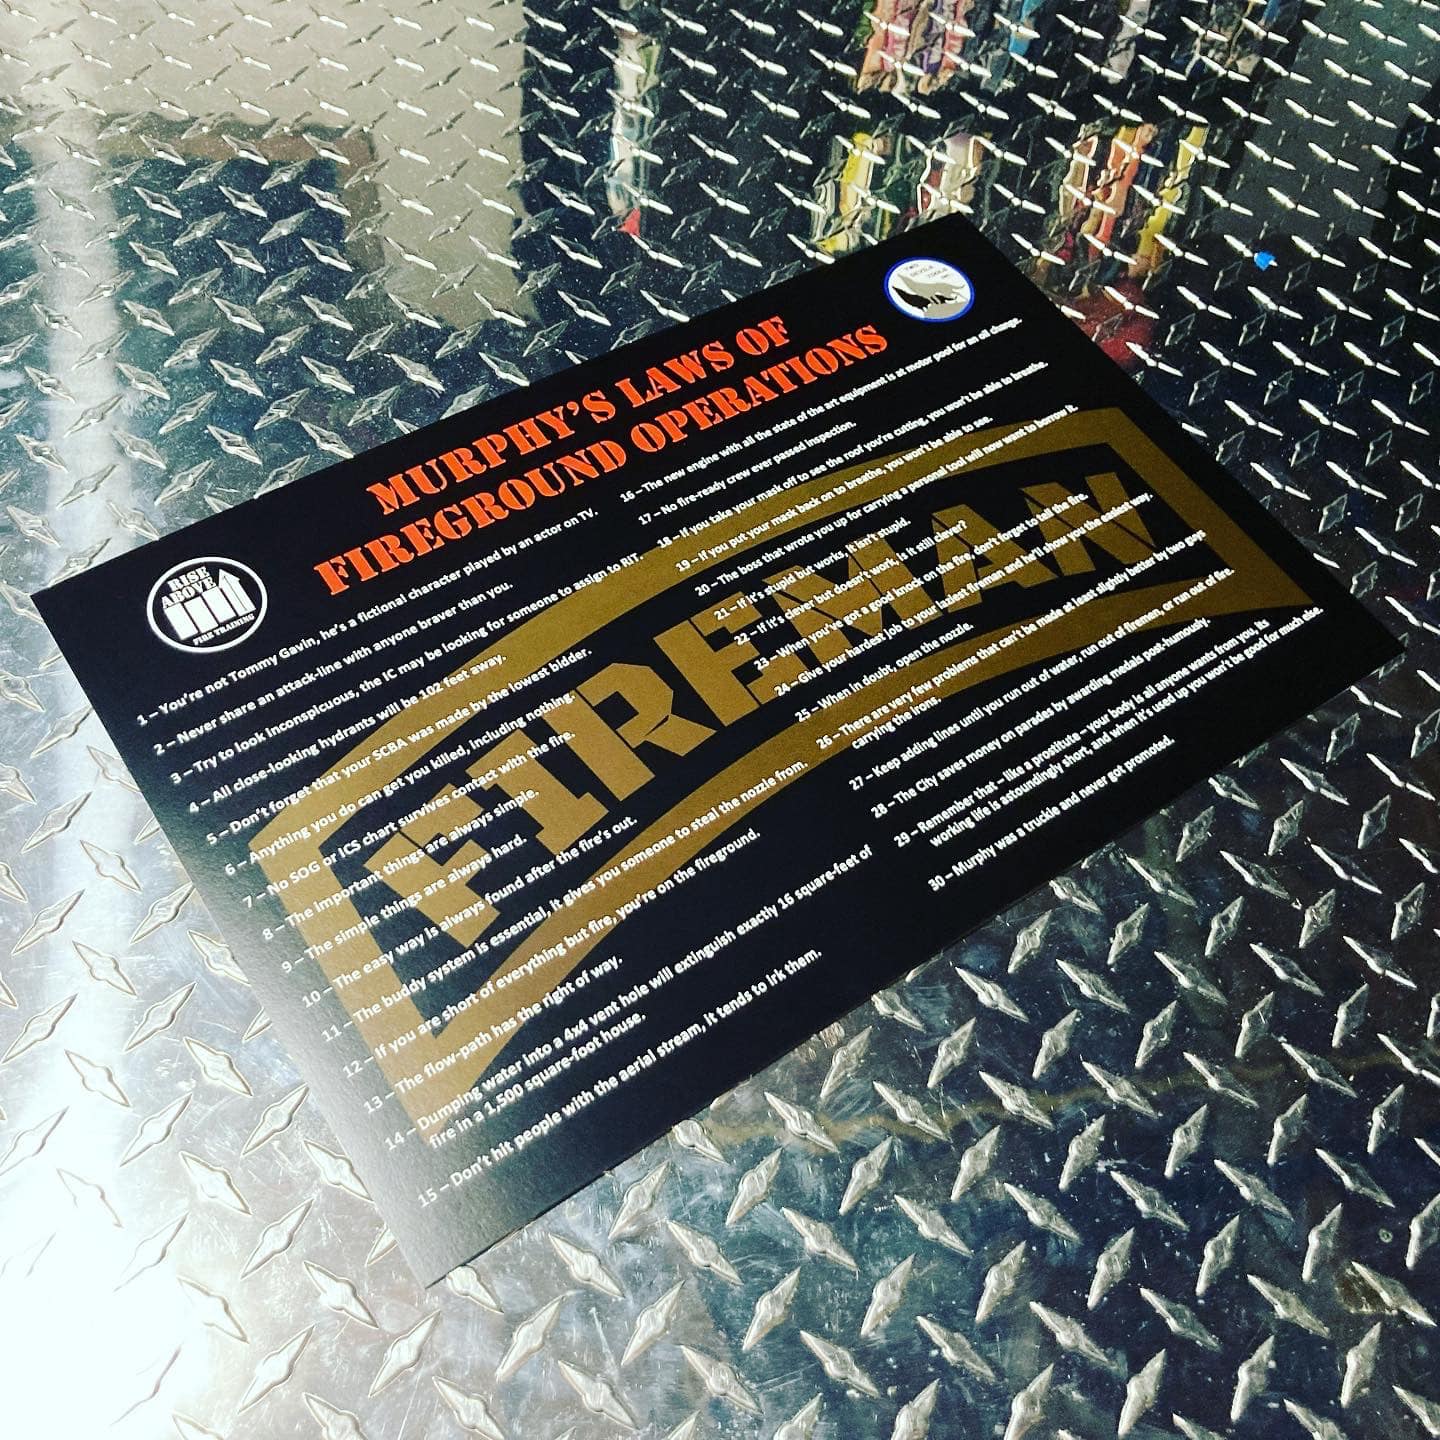 MURPHY'S LAWS OF
FIREGROUND OPERATIONS
RISE
ABOVE
FIRE TRAINING
TWO
DEVILS
FIREMAN
1 – You're not Tommy Gavin, he's a fictional character played by an actor on TV.
2 – Never share an attack-line with anyone braver than you.
3 – Try to look inconspicuous, the IC may be looking for someone to assign to RIT.
4 – All close-looking hydrants will be 102 feet away.
5 – Don't forget that your SCBA was made by the lowest bidder.
6 – Anything you do can get you killed, including nothing.
7 – No SOG or ICS chart survives contact with the fire.
8 – The important things are always simple.
9 – The simple things are always hard.
10 – The easy way is always found after the fire's out.
11 – The buddy system is essential, it gives you someone to steal the nozzle from.
12 – If you are short of everything but fire, you're on the fireground.
13 – The flow-path has the right of way.
14 – Dumping water into a 4x4 vent hole will extinguish exactly 16 square-feet of
fire in a 1,500 square-foot house.
15 – Don't hit people with the aerial stream, it tends to irk them.
16 – The new engine with all the state of the art equipment is at motor pool for an oil change.
17 – No fire-ready crew ever passed inspection.
18 – If you take your mask off to see the roof you're cutting, you won't be able to breathe.
19 – If you put your mask back on to breathe, you won't be able to see.
20 – The boss that wrote you up for carrying a personal tool will now want to borrow it.
21 – If it's stupid but works, it isn't stupid.
22 – If it's clever but doesn't work, is it still clever?
23 – When you've got a good knock on the fire, don't forget to tell the fire.
24 – Give your hardest job to your laziest fireman and he'll show you the easiest way.
25 – When in doubt, open the nozzle.
26 – There are very few problems that can't be made at least slightly better by two guys
carrying the irons.
27 – Keep adding lines until you run out of water, run out of firemen, or run out of fire.
28 – The City saves money on parades by awarding medals post-humously.
29 – Remember that – like a prostitute – your body is all anyone wants from you, its
working life is astoundingly short, and when it's used up you won't be good for much else.
30 – Murphy was a truckie and never got promoted.